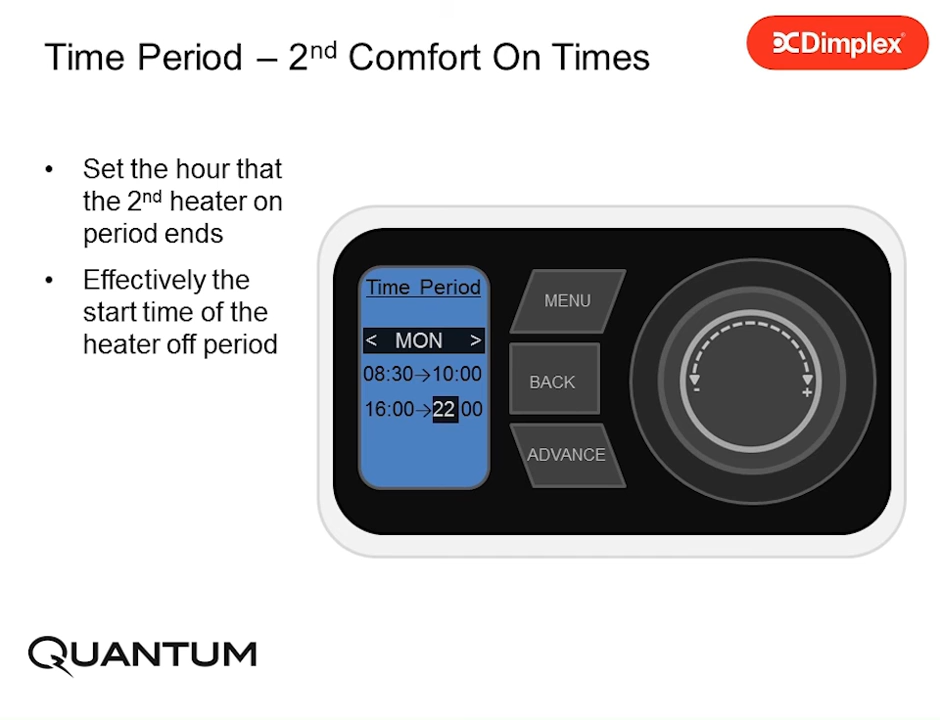 Time Period – 2nd Comfort On Times
Dimplex
• Set the hour that
the 2nd heater on
period ends
• Effectively the
start time of the
heater off period
Time Period
< MON >
08:30→10:00
16:00→22 00
MENU
BACK
ADVANCE
- +
QUANTUM